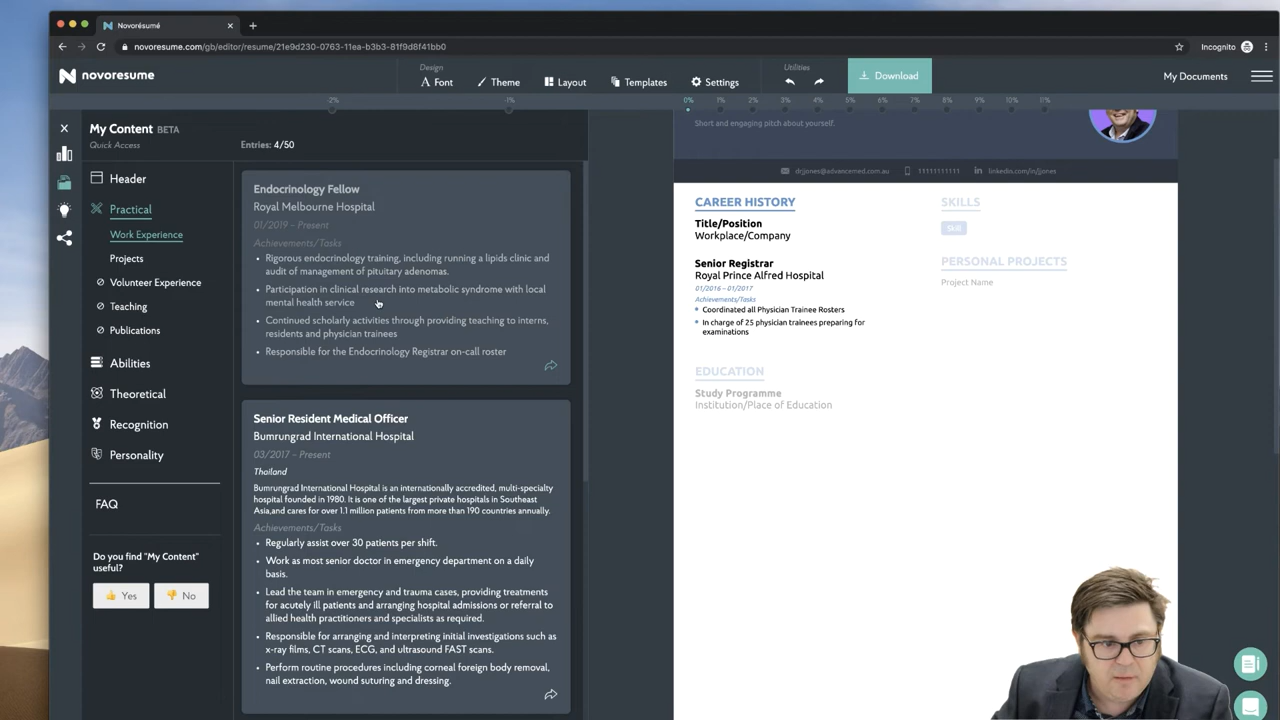 Novorésumé
novoresume.com/gb/editor/resume/21e9d230-0763-11ea-b3b3-81f9d8f41bb0
Incognito
novoresume
Design
Font
Theme
Layout
Templates
Settings
Utilities
Download
My Documents
-2%
-1%
0%
1%
2%
3%
4%
5%
6%
7%
8%
9%
10%
11%
My Content BETA
Quick Access
Header
Practical
Work Experience
Projects
Volunteer Experience
Teaching
Publications
Abilities
Theoretical
Recognition
Personality
FAQ
Do you find "My Content"
useful?
Yes
No
Entries: 4/50
Endocrinology Fellow
Royal Melbourne Hospital
01/2019 – Present
Achievements/Tasks
Rigorous endocrinology training, including running a lipids clinic and
audit of management of pituitary adenomas.
Participation in clinical research into metabolic syndrome with local
mental health service
Continued scholarly activities through providing teaching to interns,
residents and physician trainees
Responsible for the Endocrinology Registrar on-call roster
Senior Resident Medical Officer
Bumrungrad International Hospital
03/2017 – Present
Thailand
Bumrungrad International Hospital is an internationally accredited, multi-specialty
hospital founded in 1980. It is one of the largest private hospitals in Southeast
Asia,and cares for over 1.1 million patients from more than 190 countries annually.
Achievements/Tasks
Regularly assist over 30 patients per shift.
Work as most senior doctor in emergency department on a daily
basis.
Lead the team in emergency and trauma cases, providing treatments
for acutely ill patients and arranging hospital admissions or referral to
allied health practitioners and specialists as required.
Responsible for arranging and interpreting initial investigations such as
x-ray films, CT scans, ECG, and ultrasound FAST scans.
Perform routine procedures including corneal foreign body removal,
nail extraction, wound suturing and dressing.
Short and engaging pitch about yourself.
drjjones@advancemed.com.au
11111111111
linkedin.com/in/jjones
CAREER HISTORY
Title/Position
Workplace/Company
Senior Registrar
Royal Prince Alfred Hospital
01/2016 – 01/2017
Achievements/Tasks
Coordinated all Physician Trainee Rosters
In charge of 25 physician trainees preparing for
examinations
EDUCATION
Study Programme
Institution/Place of Education
SKILLS
Skill
PERSONAL PROJECTS
Project Name